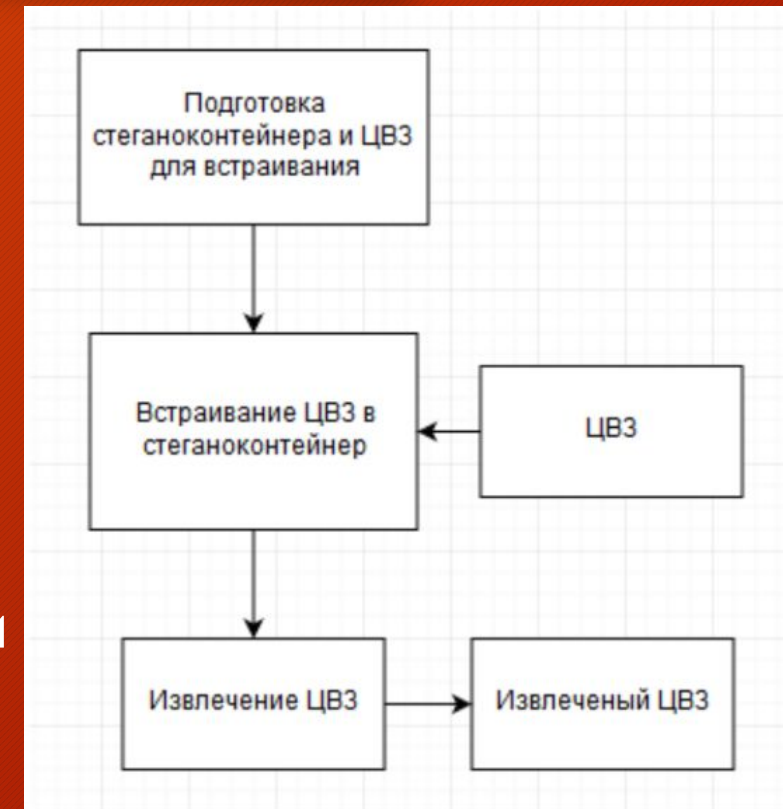 Подготовка
стеганоконтейнера и ЦВЗ
для встраивания
Встраивание ЦВЗ в
стеганоконтейнер
ЦВЗ
Извлечение ЦВЗ
Извлеченый ЦВЗ